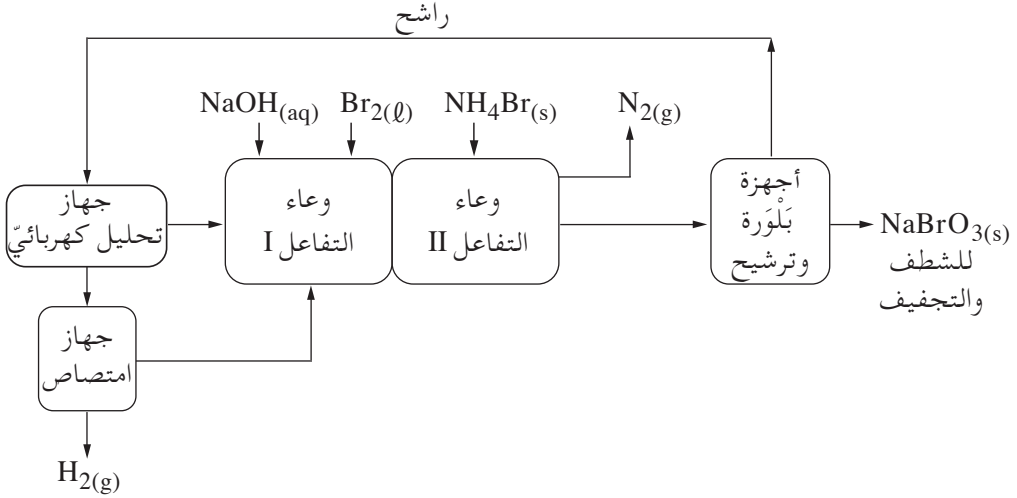 راشح
NaOH(aq)
Br2(ℓ)
NH4Br(s)
N2(g)
جهاز
تحليل كهربائيّ
وعاء
التفاعل I
وعاء
التفاعل II
أجهزة
بَلْوَرة
وترشيح
NaBrO3(s)
للشطف
والتجفيف
جهاز
امتصاص
H2(g)